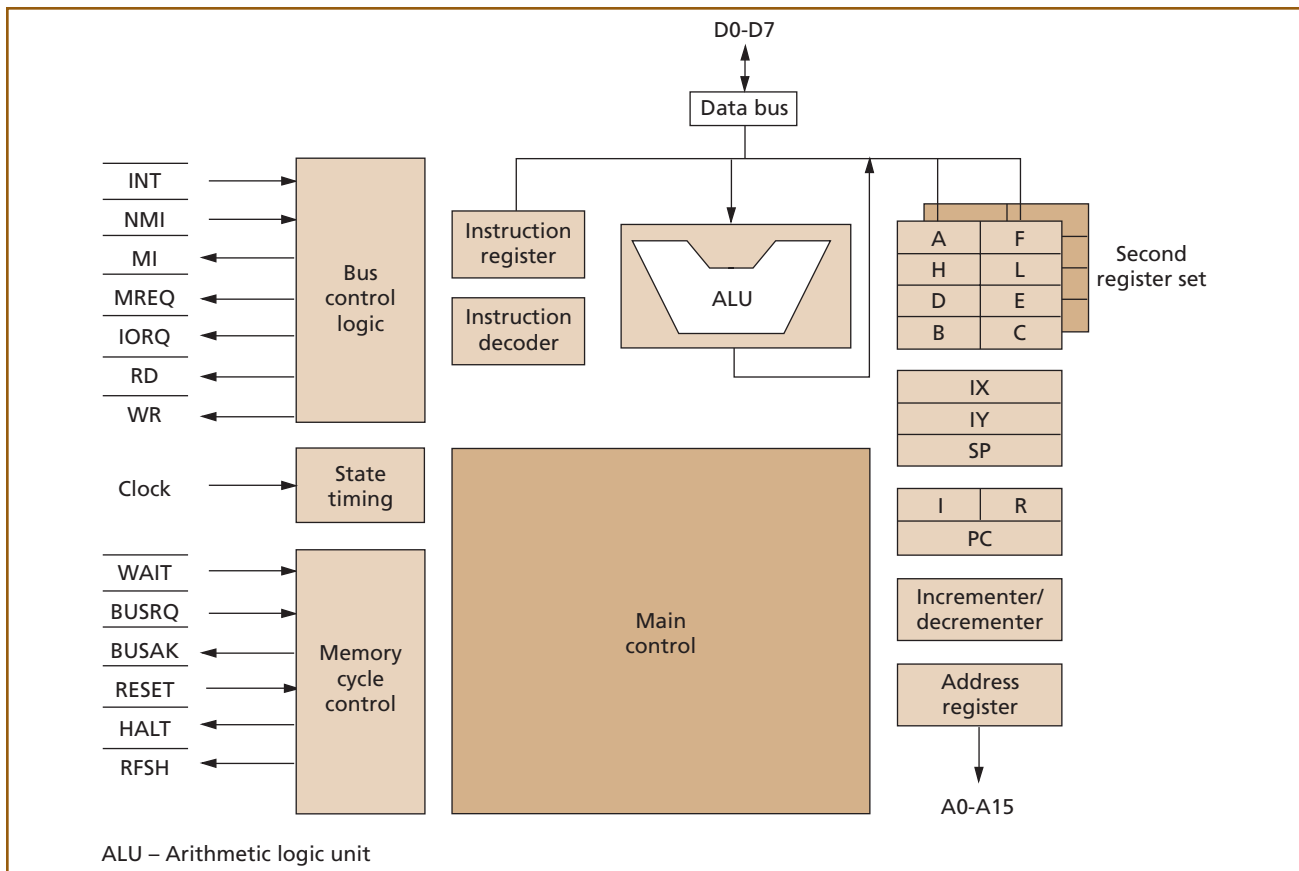 D0-D7
Data bus
INT
NMI
MI
MREQ
IORQ
RD
WR
Bus
control
logic
Instruction
register
Instruction
decoder
ALU
A F
H L
D E
B C
Second
register set
IX
IY
SP
Clock
State
timing
I R
PC
WAIT
BUSRQ
BUSAK
RESET
HALT
RFSH
Memory
cycle
control
Main
control
Incrementer/
decrementer
Address
register
A0-A15
ALU – Arithmetic logic unit